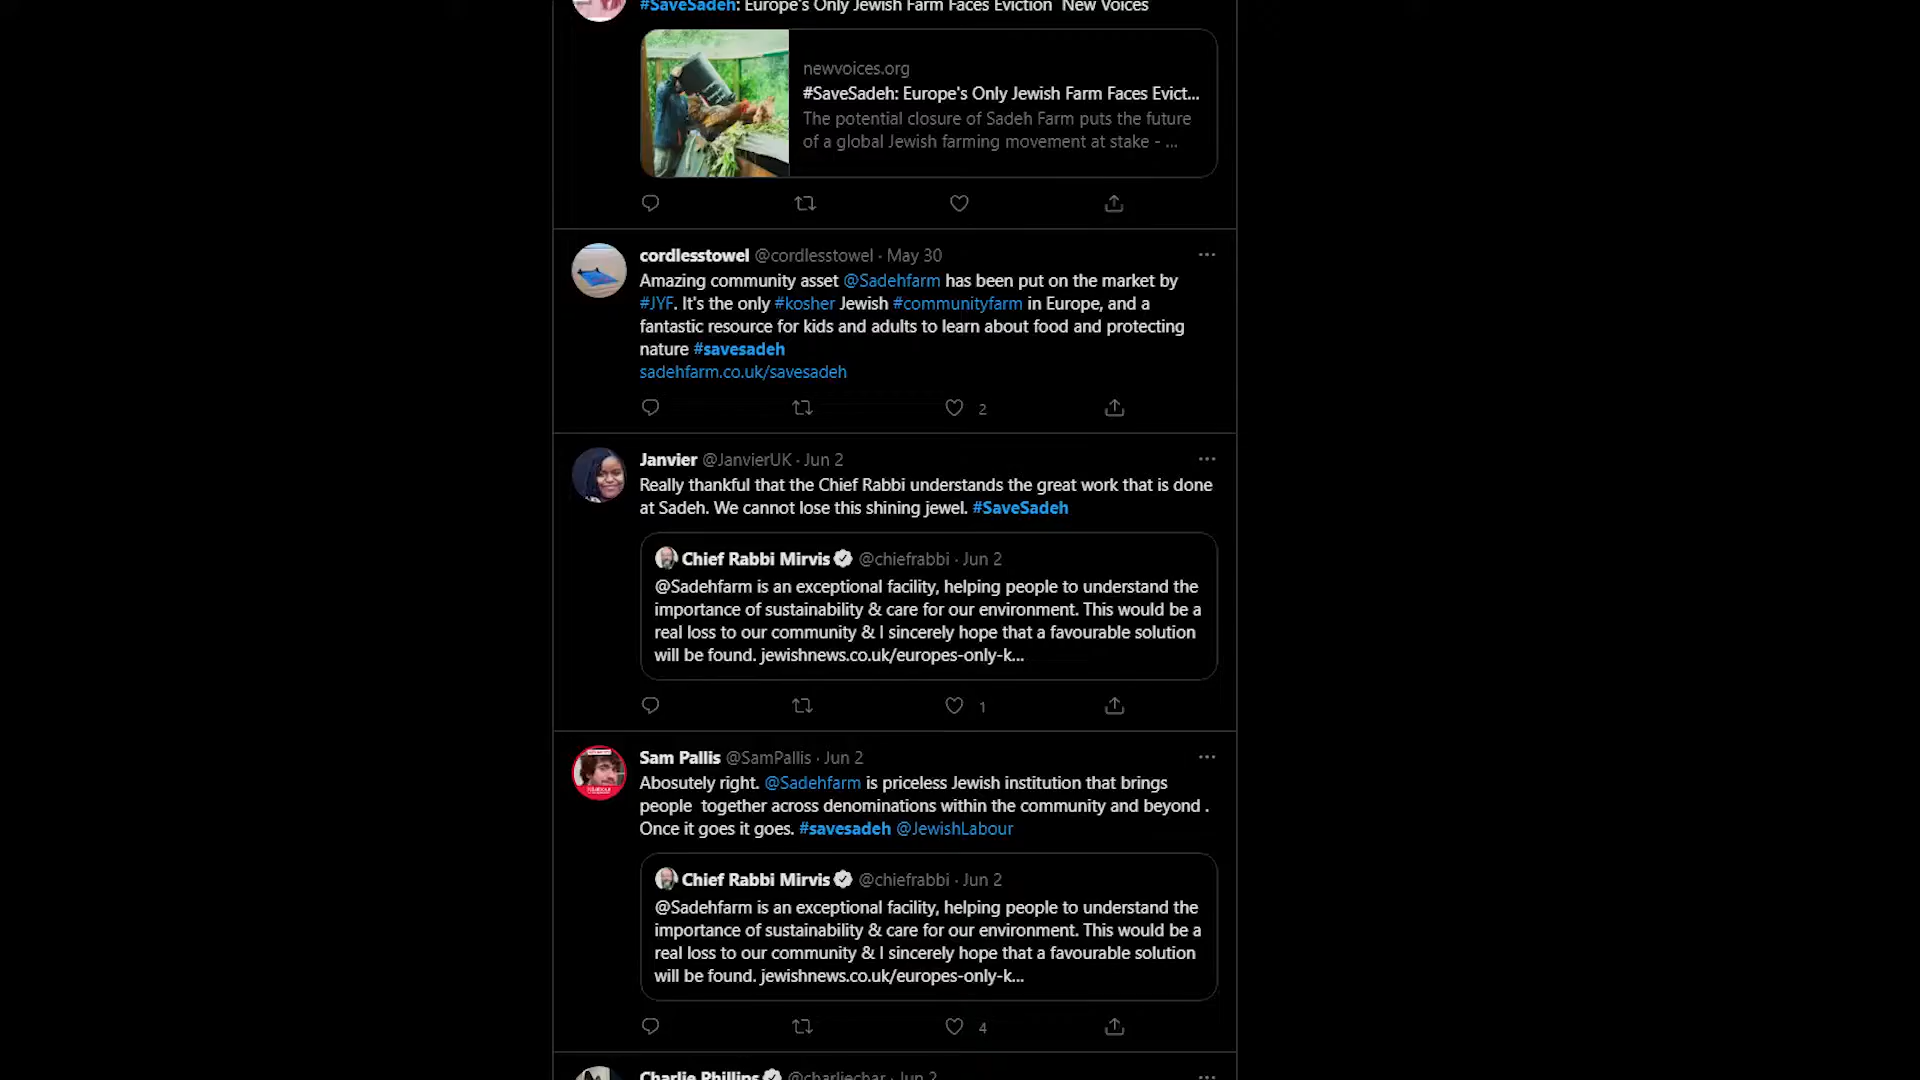 #SaveSadeh: Europe's Only Jewish Farm Faces Eviction New Voices
newvoices.org
#SaveSadeh: Europe's Only Jewish Farm Faces Evict...
The potential closure of Sadeh Farm puts the future
of a global Jewish farming movement at stake - ...
cordlesstowel @cordlesstowel · May 30
Amazing community asset @Sadehfarm has been put on the market by
#JYF. It's the only #kosher Jewish #communityfarm in Europe, and a
fantastic resource for kids and adults to learn about food and protecting
nature #savesadeh
sadehfarm.co.uk/savesadeh
2
Janvier @JanvierUK · Jun 2
Really thankful that the Chief Rabbi understands the great work that is done
at Sadeh. We cannot lose this shining jewel. #SaveSadeh
Chief Rabbi Mirvis @chiefrabbi · Jun 2
@Sadehfarm is an exceptional facility, helping people to understand the
importance of sustainability & care for our environment. This would be a
real loss to our community & I sincerely hope that a favourable solution
will be found. jewishnews.co.uk/europes-only-k...
1
Sam Pallis @SamPallis · Jun 2
Abosutely right. @Sadehfarm is priceless Jewish institution that brings
people together across denominations within the community and beyond .
Once it goes it goes. #savesadeh @JewishLabour
Chief Rabbi Mirvis @chiefrabbi · Jun 2
@Sadehfarm is an exceptional facility, helping people to understand the
importance of sustainability & care for our environment. This would be a
real loss to our community & I sincerely hope that a favourable solution
will be found. jewishnews.co.uk/europes-only-k...
4
Charlie Phillips @charliechar · Jun 2